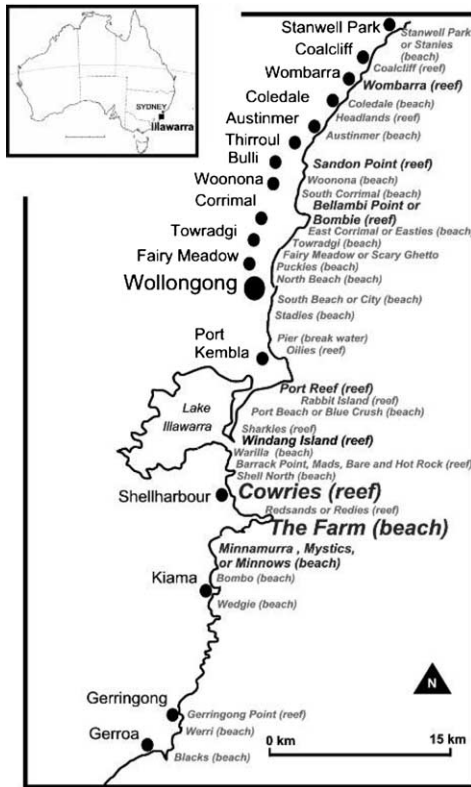 SYDNEY
Illawarra
Stanwell Park
Coalcliff
Wombarra
Coledale
Austinmer
Thirroul
Bulli
Woonona
Corrimal
Towradgi
Fairy Meadow
Wollongong
Port
Kembla
Lake
Illawarra
Shellharbour
Kiama
Gerringong
Gerroa
Stanwell Park
or Stanies
(beach)
Coalcliff (reef)
Wombarra (reef)
Coledale (beach)
Headlands (reef)
Austinmer (beach)
Sandon Point (reef)
Woonona (beach)
South Corrimal (beach)
Bellambi Point or
Bombie (reef)
East Corrimal or Easties (beach)
Towradgi (beach)
Fairy Meadow or Scary Ghetto
Puckies (beach)
North Beach (beach)
South Beach or City (beach)
Stadies (beach)
Pier (break water)
Oilies (reef)
Port Reef (reef)
Rabbit Island (reef)
Port Beach or Blue Crush (beach)
Sharkies (reef)
Windang Island (reef)
Warilla (beach)
Barrack Point, Mads, Bare and Hot Rock (reef)
Shell North (beach)
Cowries (reef)
Redsands or Redies (reef)
The Farm (beach)
Minnamurra , Mystics,
or Minnows (beach)
Bombo (beach)
Wedgie (beach)
Gerringong Point (reef)
Werri (beach)
Blacks (beach)
N
0 km 15 km